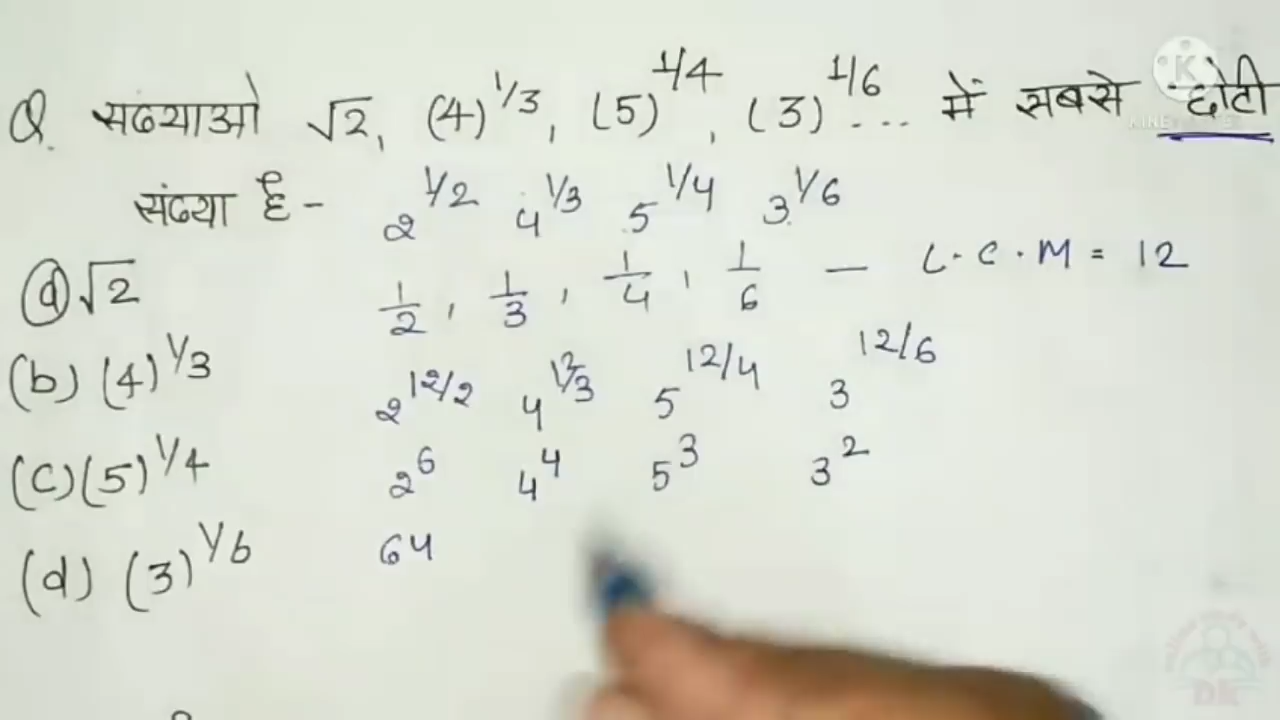 Q. संख्याओ √2, (4)^1/3, (5)^1/4, (3)^1/6 ... में सबसे छोटी
संख्या है - 2^1/2 4^1/3 5^1/4 3^1/6
(a) √2 1/2, 1/3, 1/4, 1/6 — L.C.M = 12
(b) (4)^1/3 2^12/2 4^12/3 5^12/4 3^12/6
(C) (5)^1/4 2^6 4^4 5^3 3^2
(d) (3)^1/6 64
K
DK